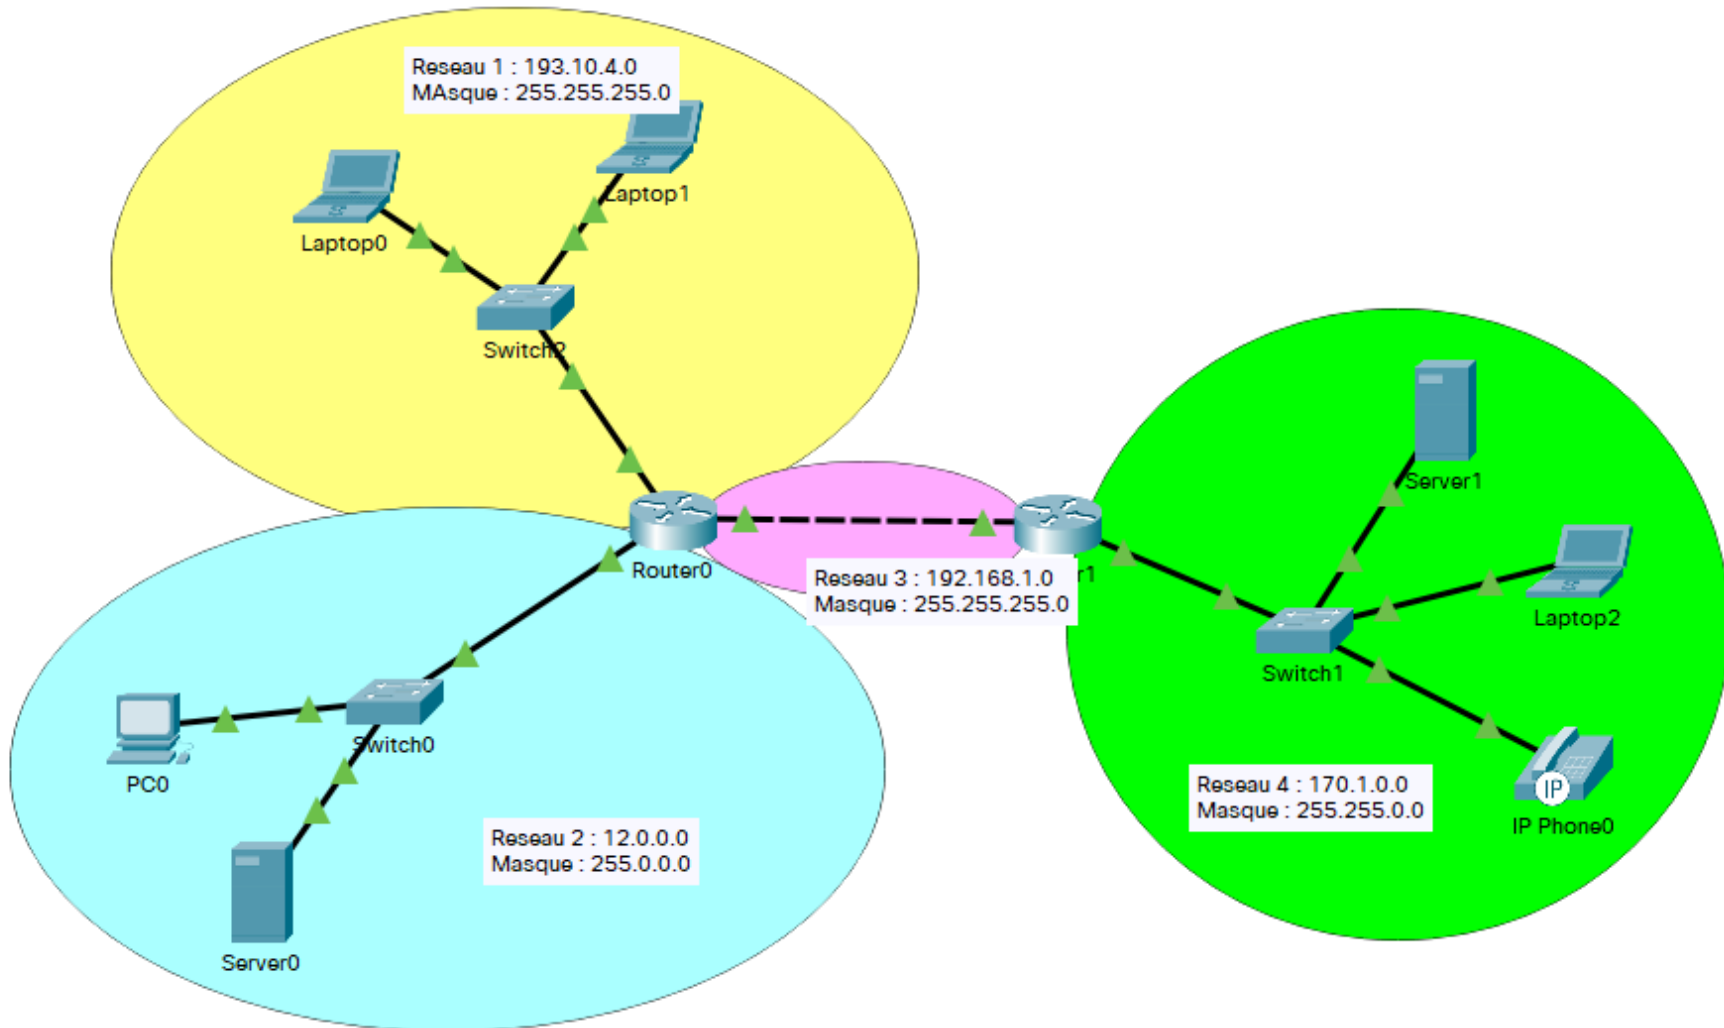 Reseau 1 : 193.10.4.0
MAsque : 255.255.255.0
Laptop1
Laptop0
Switch2
Server1
Router0
Reseau 3 : 192.168.1.0
Masque : 255.255.255.0
r1
Laptop2
Switch1
Switch0
PC0
Reseau 4 : 170.1.0.0
Masque : 255.255.0.0
IP
IP Phone0
Reseau 2 : 12.0.0.0
Masque : 255.0.0.0
Server0